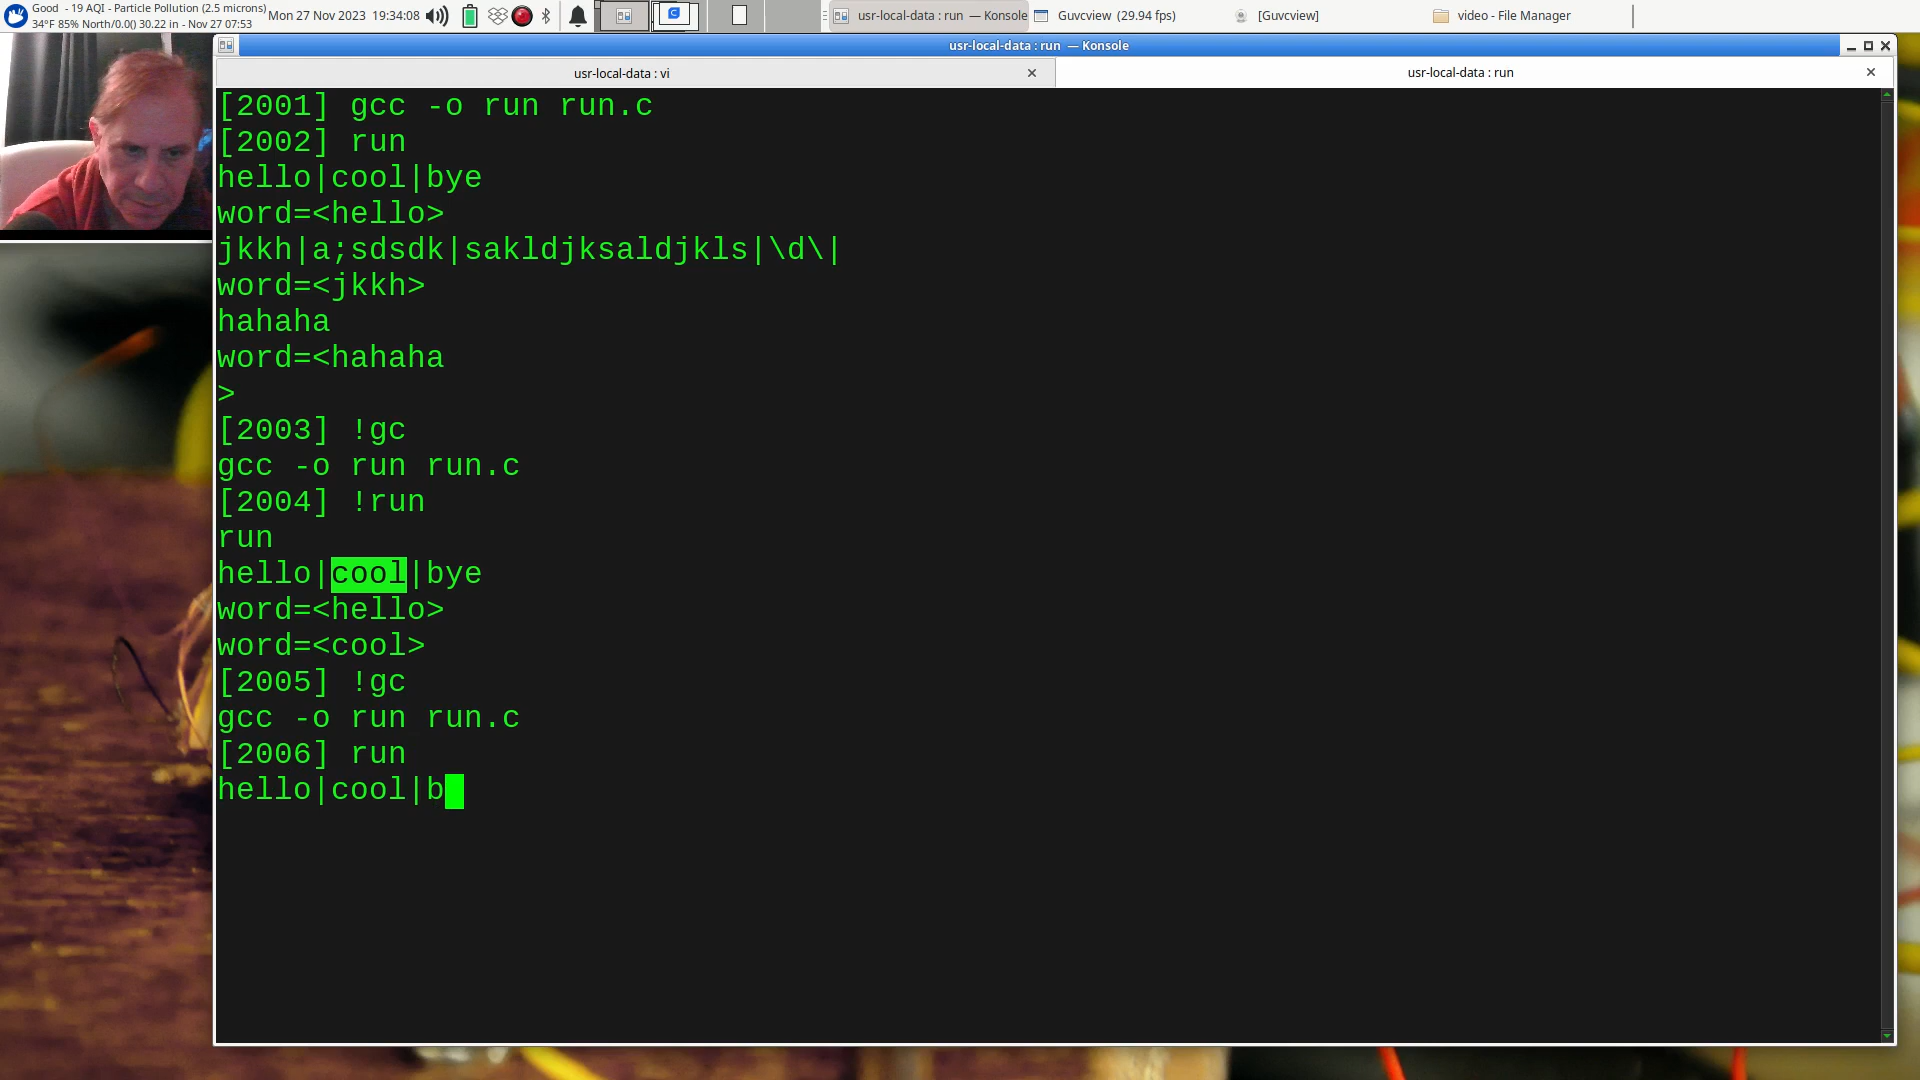 Good - 19 AQI - Particle Pollution (2.5 microns)
34°F 85% North/0.0() 30.22 in - Nov 27 07:53
Mon 27 Nov 2023 19:34:08
usr-local-data : run — Konsole
Guvcview (29.94 fps)
[Guvcview]
video - File Manager
usr-local-data : run — Konsole
usr-local-data : vi
usr-local-data : run
[2001] gcc -o run run.c
[2002] run
hello|cool|bye
word=<hello>
jkkh|a;sdsdk|sakldjksaldjkls|\d\|
word=<jkkh>
hahaha
word=<hahaha
>
[2003] !gc
gcc -o run run.c
[2004] !run
run
hello|cool|bye
word=<hello>
word=<cool>
[2005] !gc
gcc -o run run.c
[2006] run
hello|cool|b